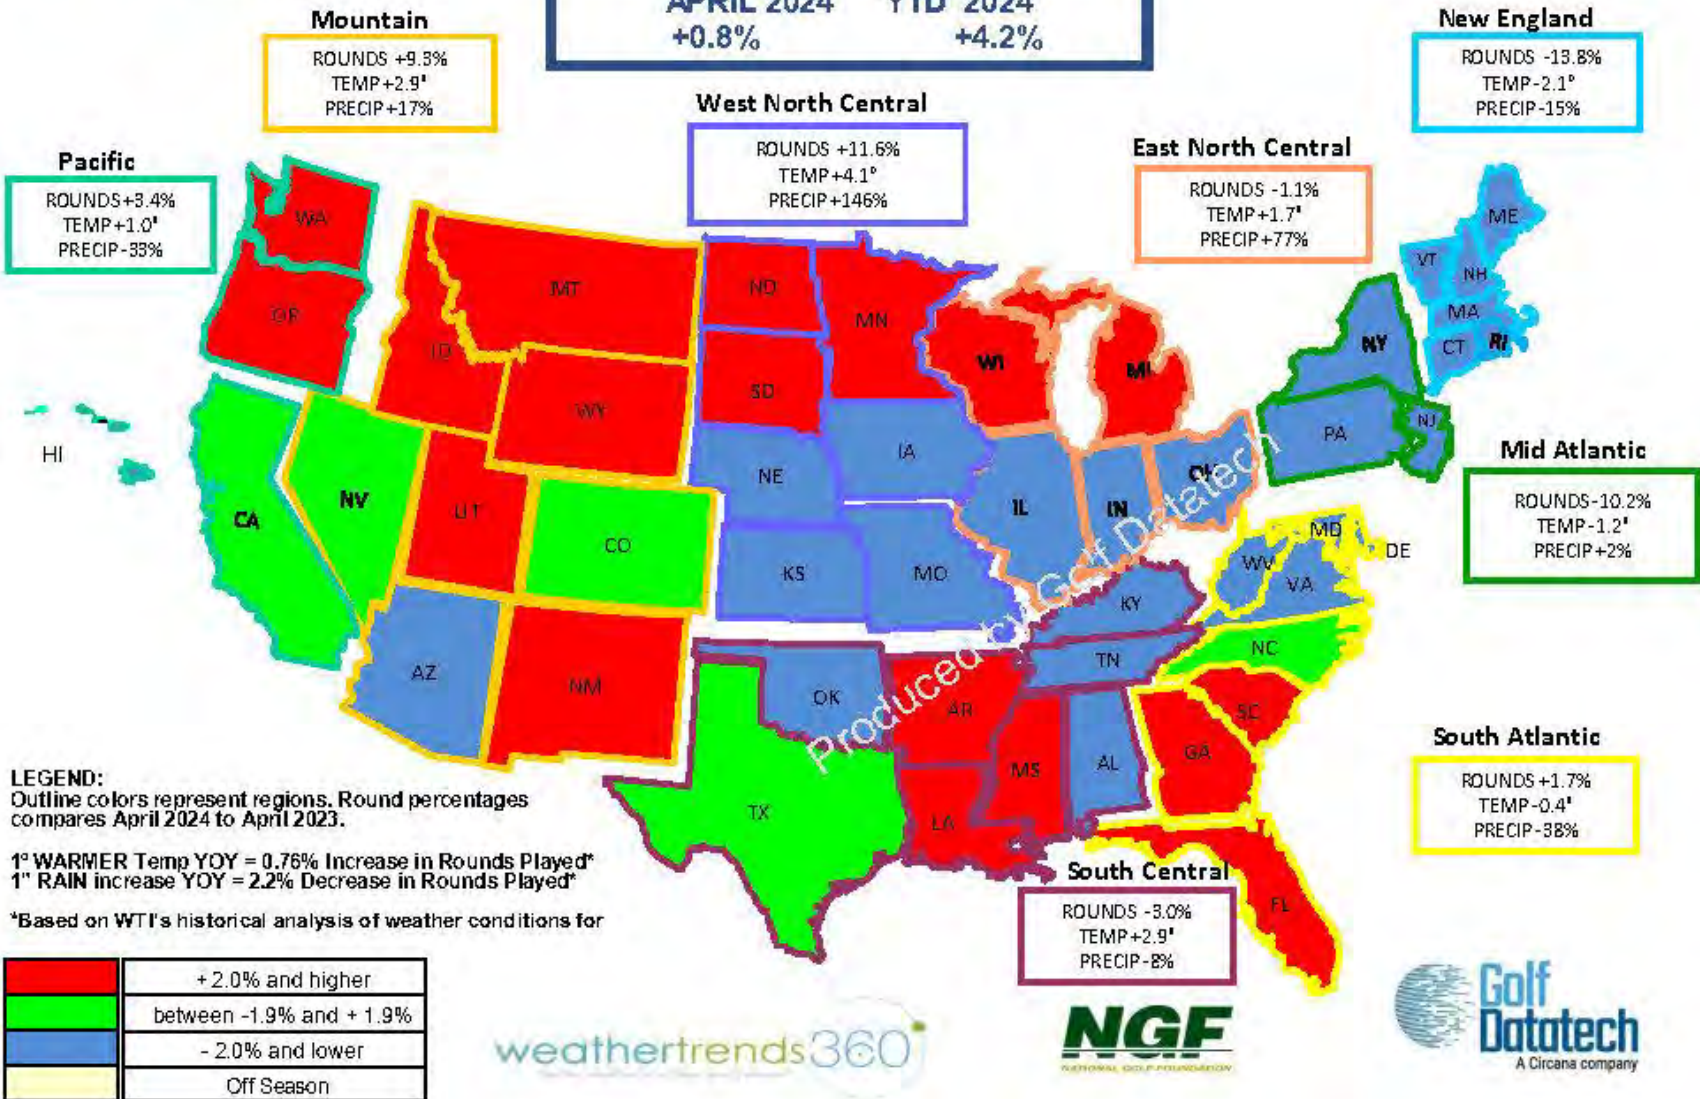 APRIL 2024 YTD 2024
+0.8% +4.2%
Mountain
ROUNDS +9.3%
TEMP+2.9°
PRECIP+17%
New England
ROUNDS -13.8%
TEMP-2.1°
PRECIP-15%
West North Central
ROUNDS +11.6%
TEMP+4.1°
PRECIP+146%
East North Central
ROUNDS -1.1%
TEMP+1.7°
PRECIP+77%
Pacific
ROUNDS+3.4%
TEMP+1.0°
PRECIP-33%
Mid Atlantic
ROUNDS-10.2%
TEMP-1.2°
PRECIP+2%
South Atlantic
ROUNDS +1.7%
TEMP-0.4°
PRECIP-38%
South Central
ROUNDS -3.0%
TEMP+2.9°
PRECIP-8%
WA
OR
CA
HI
MT
ID
WY
NV
UT
CO
AZ
NM
ND
SD
MN
NE
IA
KS
MO
WI
MI
IL
IN
OH
KY
TN
OK
AR
TX
LA
MS
AL
GA
SC
NC
FL
WV
VA
MD
DE
PA
NJ
NY
VT
NH
ME
MA
CT
RI
Produced by Golf Datatech
LEGEND:
Outline colors represent regions. Round percentages
compares April 2024 to April 2023.
1° WARMER Temp YOY = 0.76% Increase in Rounds Played*
1" RAIN increase YOY = 2.2% Decrease in Rounds Played*
*Based on WTI's historical analysis of weather conditions for
+2.0% and higher
between -1.9% and + 1.9%
- 2.0% and lower
Off Season
weathertrends360
NGF
NATIONAL GOLF FOUNDATION
Golf
Datatech
A Circana company